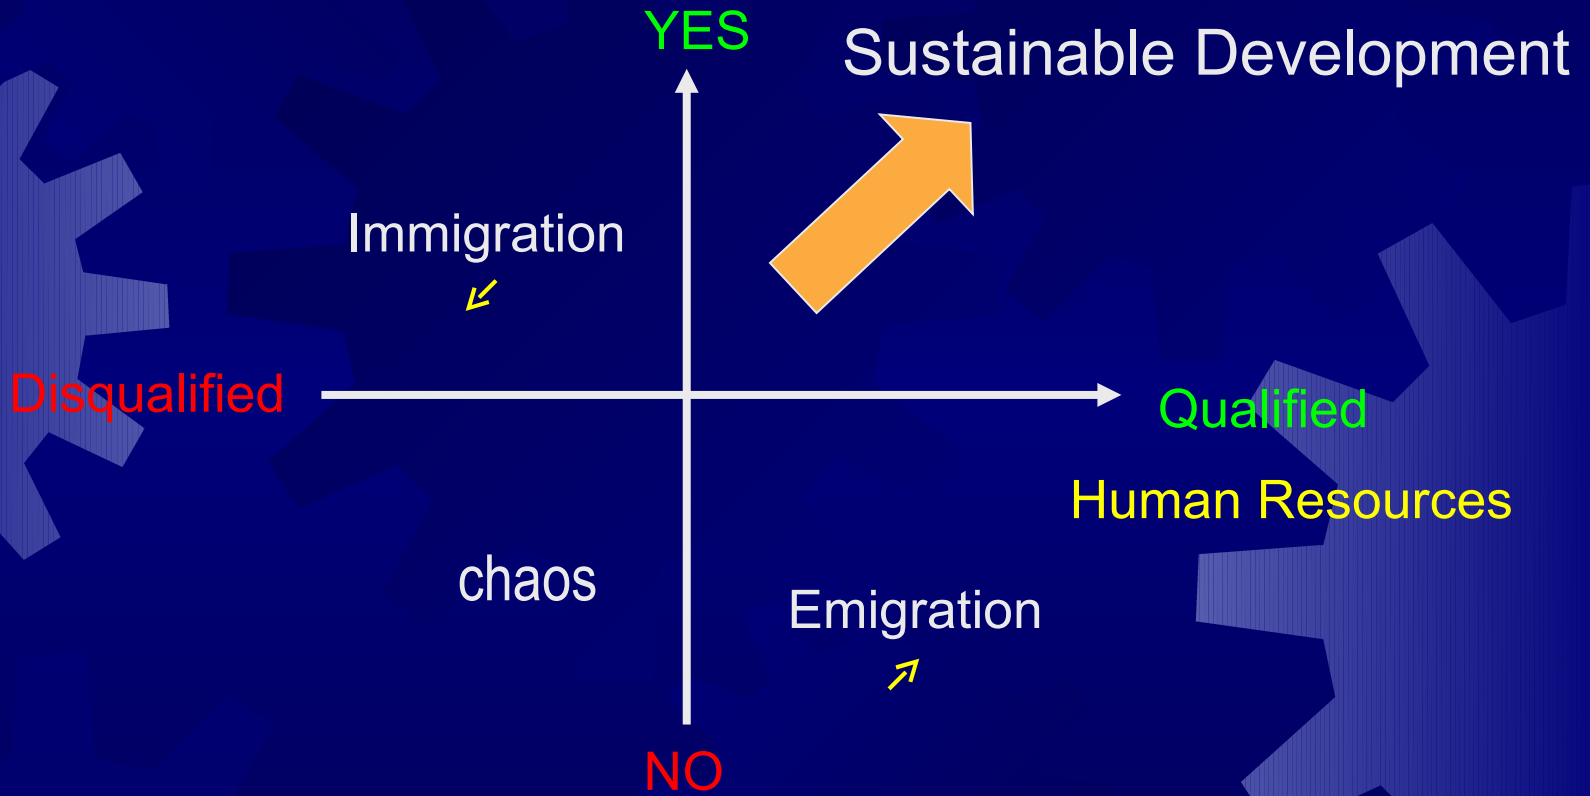 YES
Sustainable Development
Immigration
Disqualified
Qualified
Human Resources
chaos
Emigration
NO